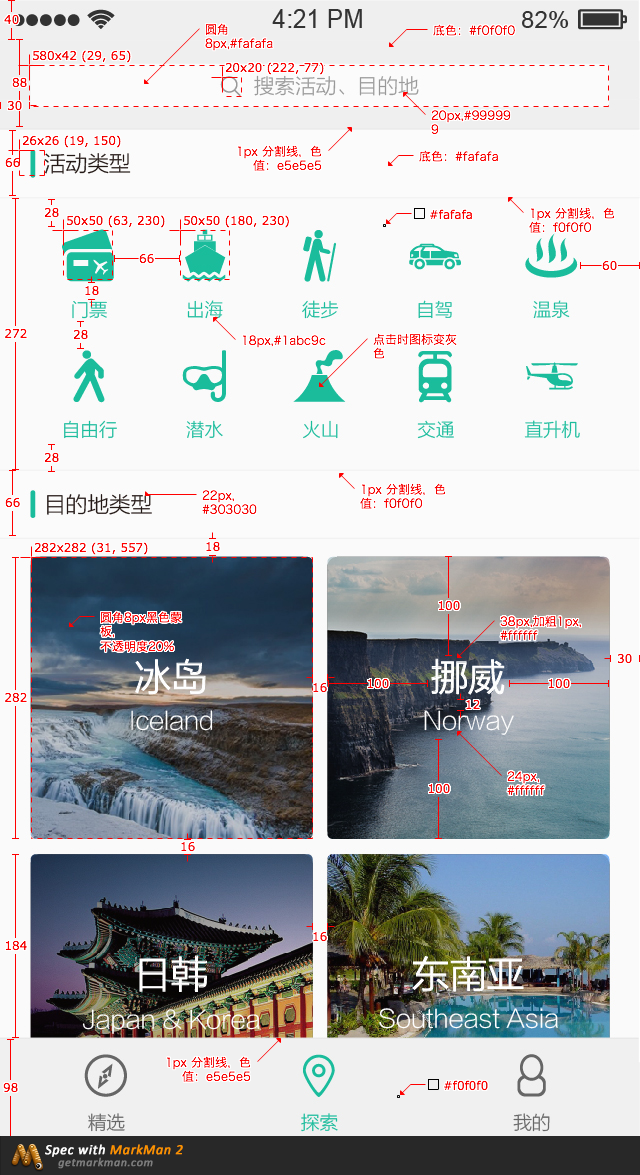 40
4:21 PM
82%
圆角
8px,#fafafa
底色: #f0f0f0
580x42 (29, 65)
20x20 (222, 77)
88
搜索活动、目的地
30
20px,#99999
9
26x26 (19, 150)
1px 分割线、色
值: e5e5e5
底色: #fafafa
66
活动类型
28
50x50 (63, 230)
50x50 (180, 230)
#fafafa
1px 分割线、色
值: f0f0f0
66
60
18
门票
出海
徒步
自驾
温泉
272
28
18px,#1abc9c
点击时图标变灰
色
自由行
潜水
火山
交通
直升机
28
66
目的地类型
22px,
#303030
1px 分割线、色
值: f0f0f0
18
282x282 (31, 557)
100
圆角8px黑色蒙
板,
不透明度20%
38px,加粗1px,
#ffffff
30
冰岛
16
100
挪威
100
282
12
Iceland
Norway
24px,
#ffffff
100
16
184
16
日韩
东南亚
Japan & Korea
Southeast Asia
1px 分割线、色
值: e5e5e5
98
#f0f0f0
精选
探索
我的
Spec with MarkMan 2
getmarkman.com